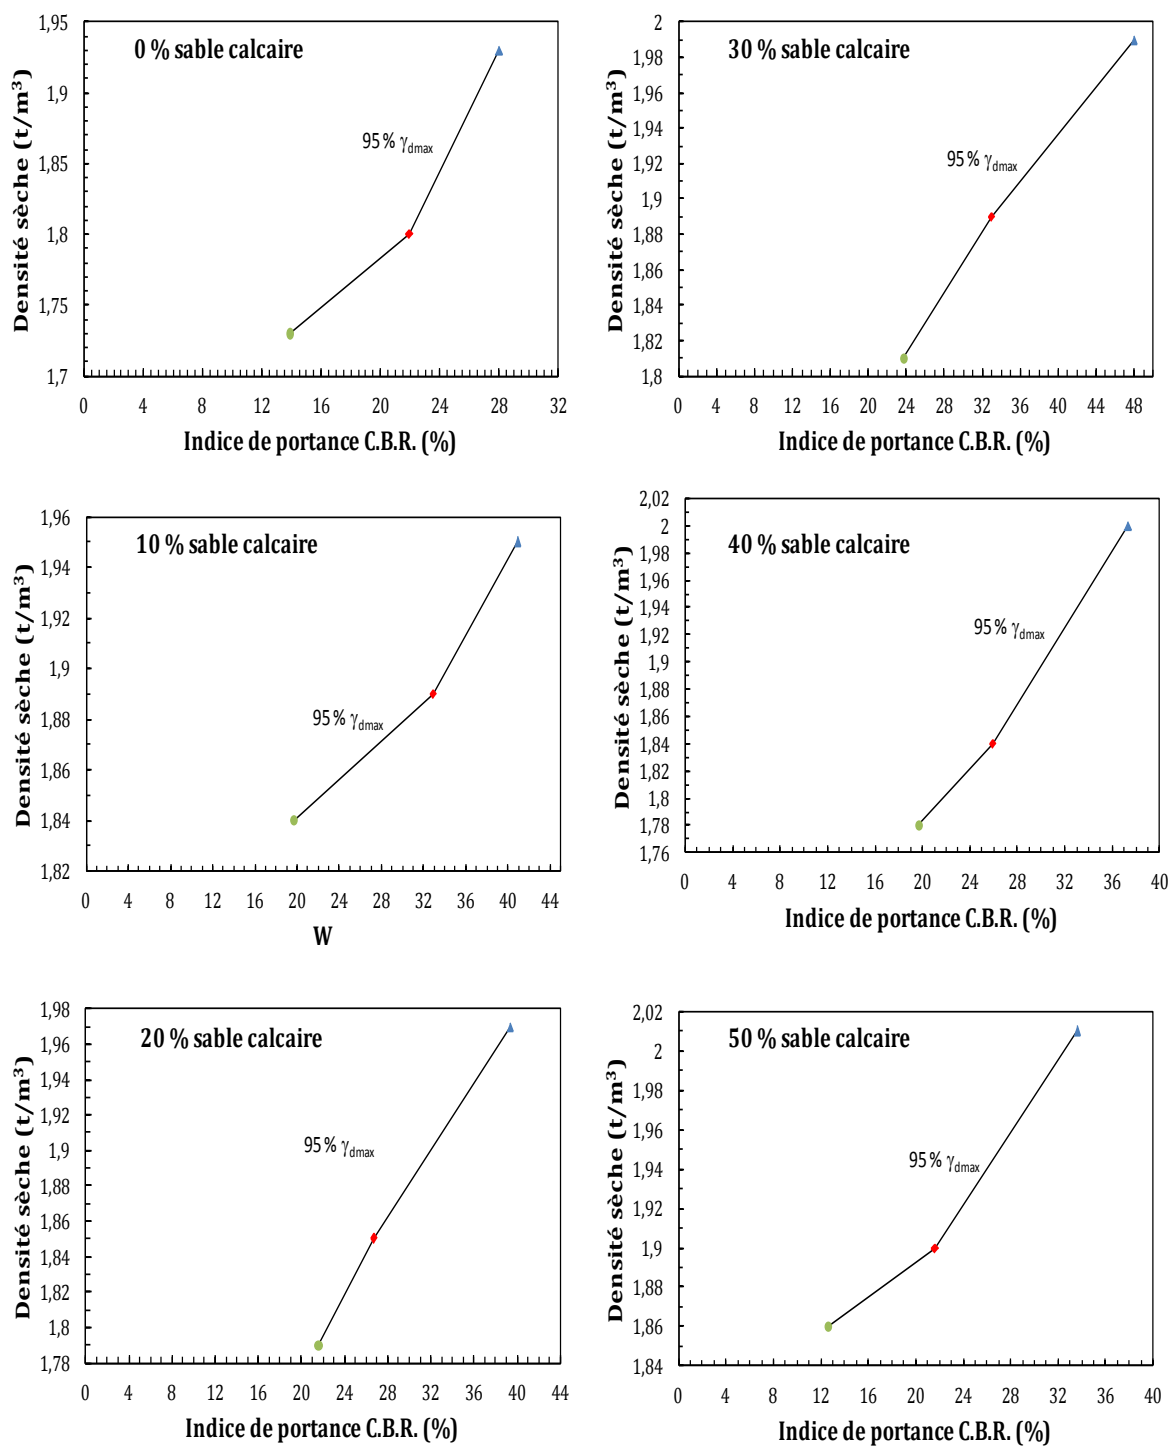 0 % sable calcaire
95 % γdmax
Densité sèche (t/m³)
1,95
1,9
1,85
1,8
1,75
1,7
0 4 8 12 16 20 24 28 32
Indice de portance C.B.R. (%)
30 % sable calcaire
95 % γdmax
Densité sèche (t/m³)
2
1,98
1,96
1,94
1,92
1,9
1,88
1,86
1,84
1,82
1,8
0 4 8 12 16 20 24 28 32 36 40 44 48
Indice de portance C.B.R. (%)
10 % sable calcaire
95 % γdmax
Densité sèche (t/m³)
1,96
1,94
1,92
1,9
1,88
1,86
1,84
1,82
0 4 8 12 16 20 24 28 32 36 40 44
W
40 % sable calcaire
95 % γdmax
Densité sèche (t/m³)
2,02
2
1,98
1,96
1,94
1,92
1,9
1,88
1,86
1,84
1,82
1,8
1,78
1,76
0 4 8 12 16 20 24 28 32 36 40
Indice de portance C.B.R. (%)
20 % sable calcaire
95 % γdmax
Densité sèche (t/m³)
1,98
1,96
1,94
1,92
1,9
1,88
1,86
1,84
1,82
1,8
1,78
0 4 8 12 16 20 24 28 32 36 40 44
Indice de portance C.B.R. (%)
50 % sable calcaire
95 % γdmax
Densité sèche (t/m³)
2,02
2
1,98
1,96
1,94
1,92
1,9
1,88
1,86
1,84
0 4 8 12 16 20 24 28 32 36 40
Indice de portance C.B.R. (%)